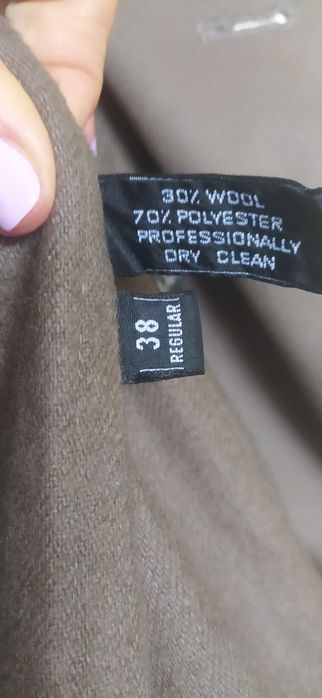 30% WOOL
70% POLYESTER
PROFESSIONALLY
DRY CLEAN
38
REGULAR